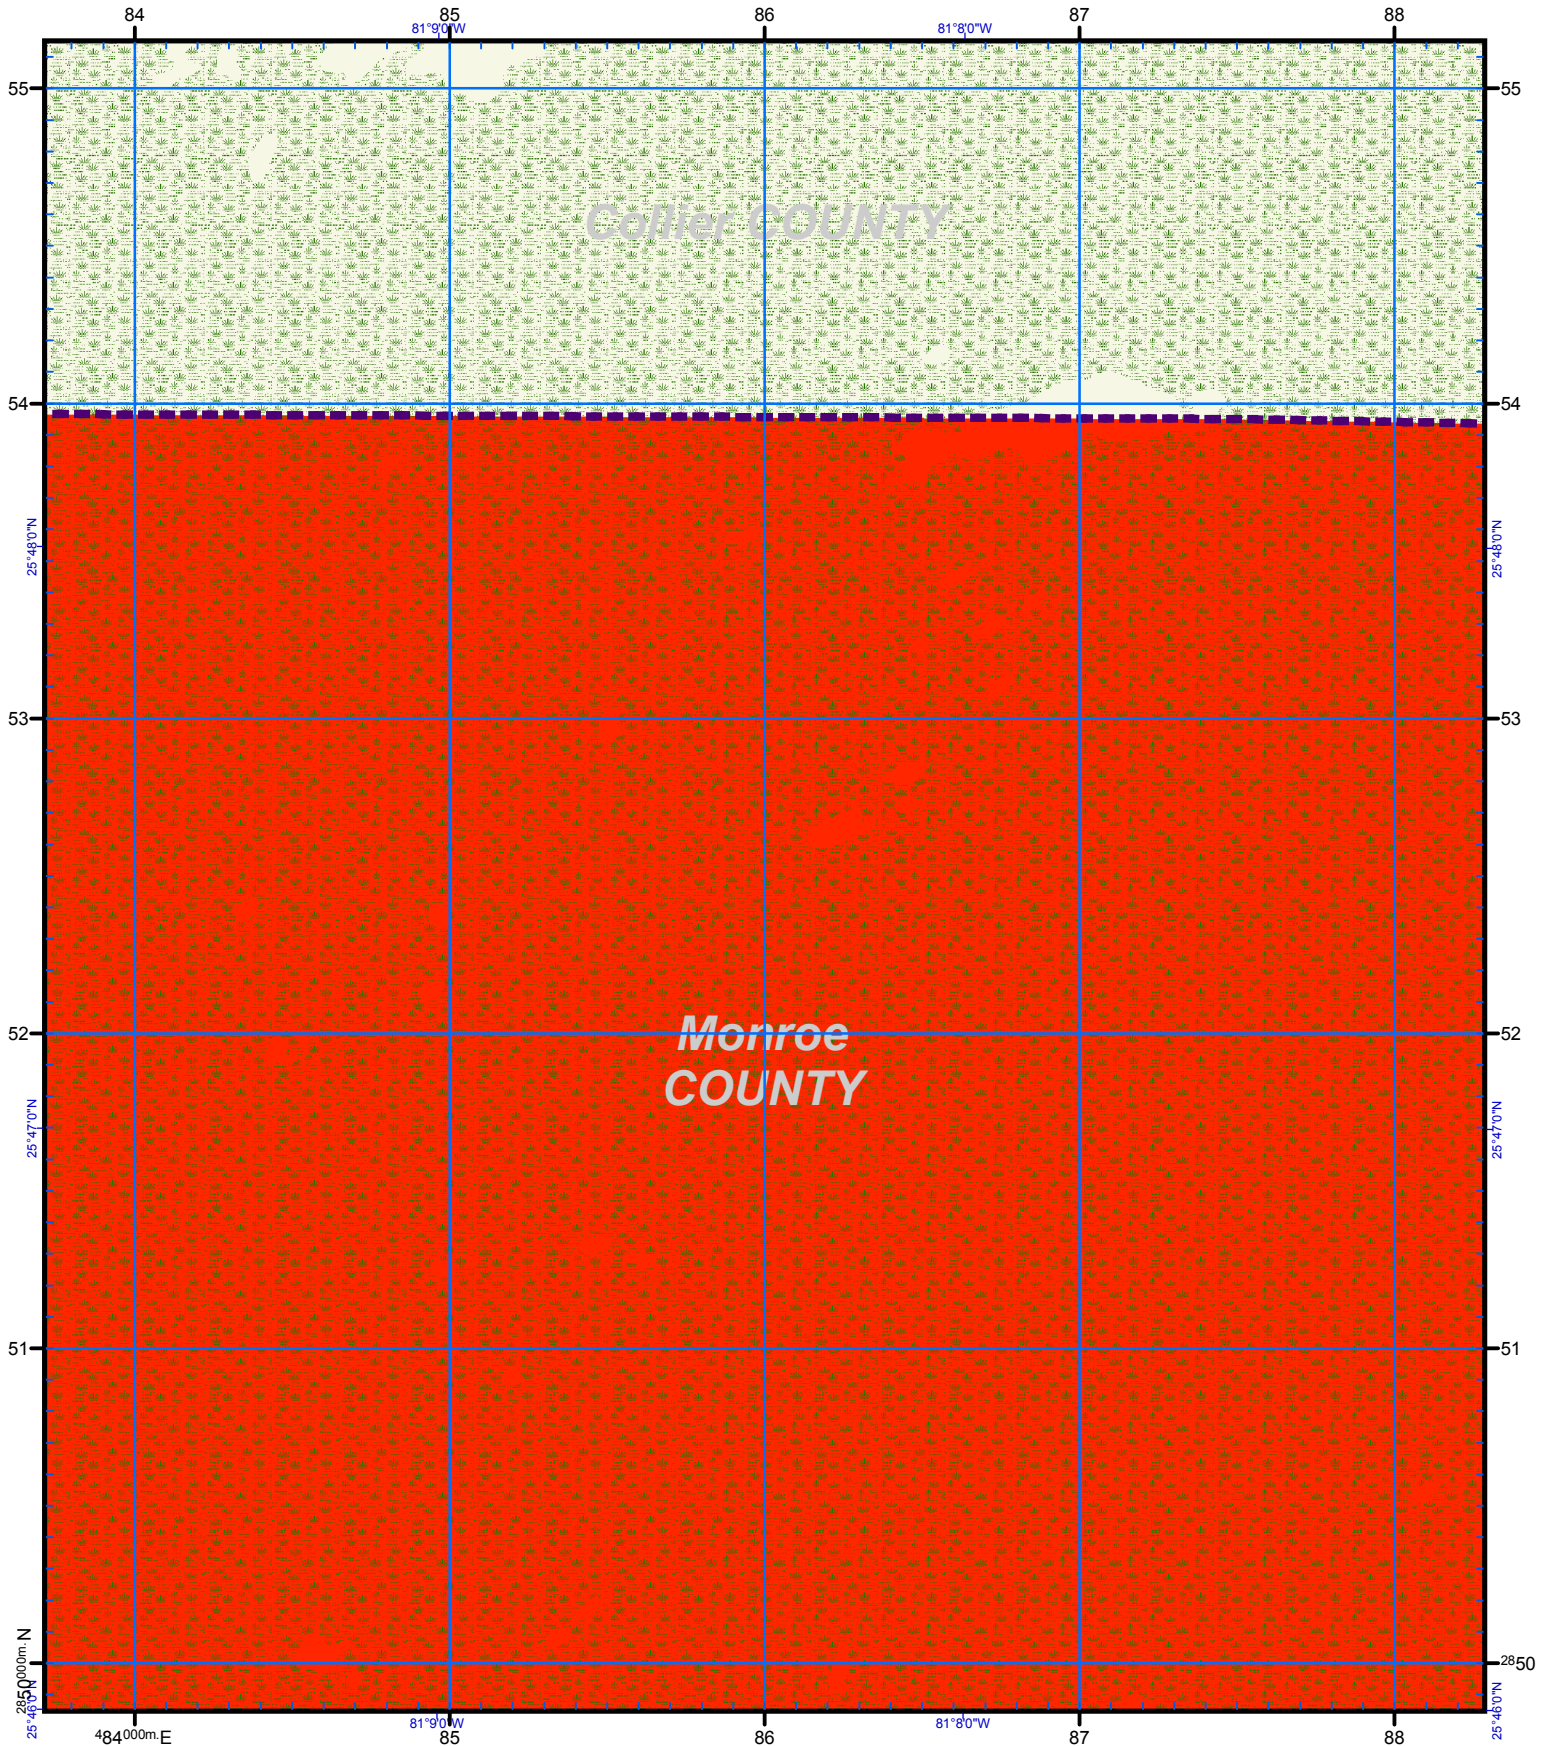 84 85 86 87 88
81°9'0"W 81°8'0"W
55 55
Collier COUNTY
54 54
25°48'0"N 25°48'0"N
53 53
52 Monroe 52
COUNTY
25°47'0"N 25°47'0"N
51 51
2850000m. N 2850
25°46'0"N 25°46'0"N
81°9'0"W 81°8'0"W
484000m. E 85 86 87 88